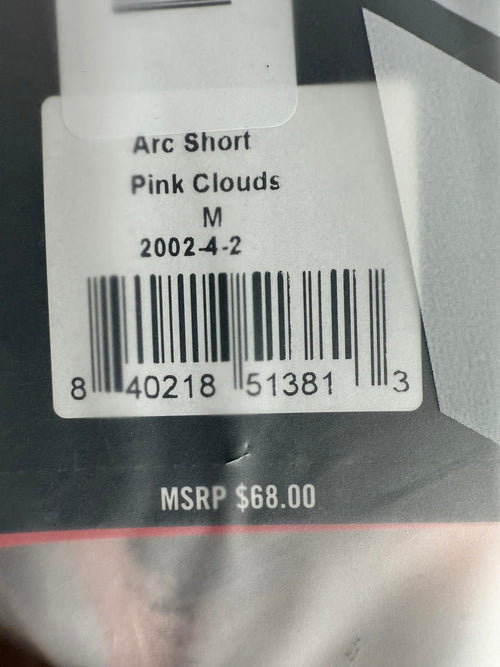 Arc Short
Pink Clouds
M
2002-4-2
8 40218 51381 3
MSRP $68.00